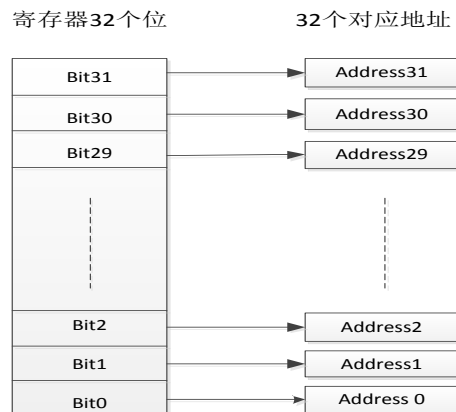 寄存器32个位 32个对应地址
Bit31 Address31
Bit30 Address30
Bit29 Address29
Bit2 Address2
Bit1 Address1
Bit0 Address 0